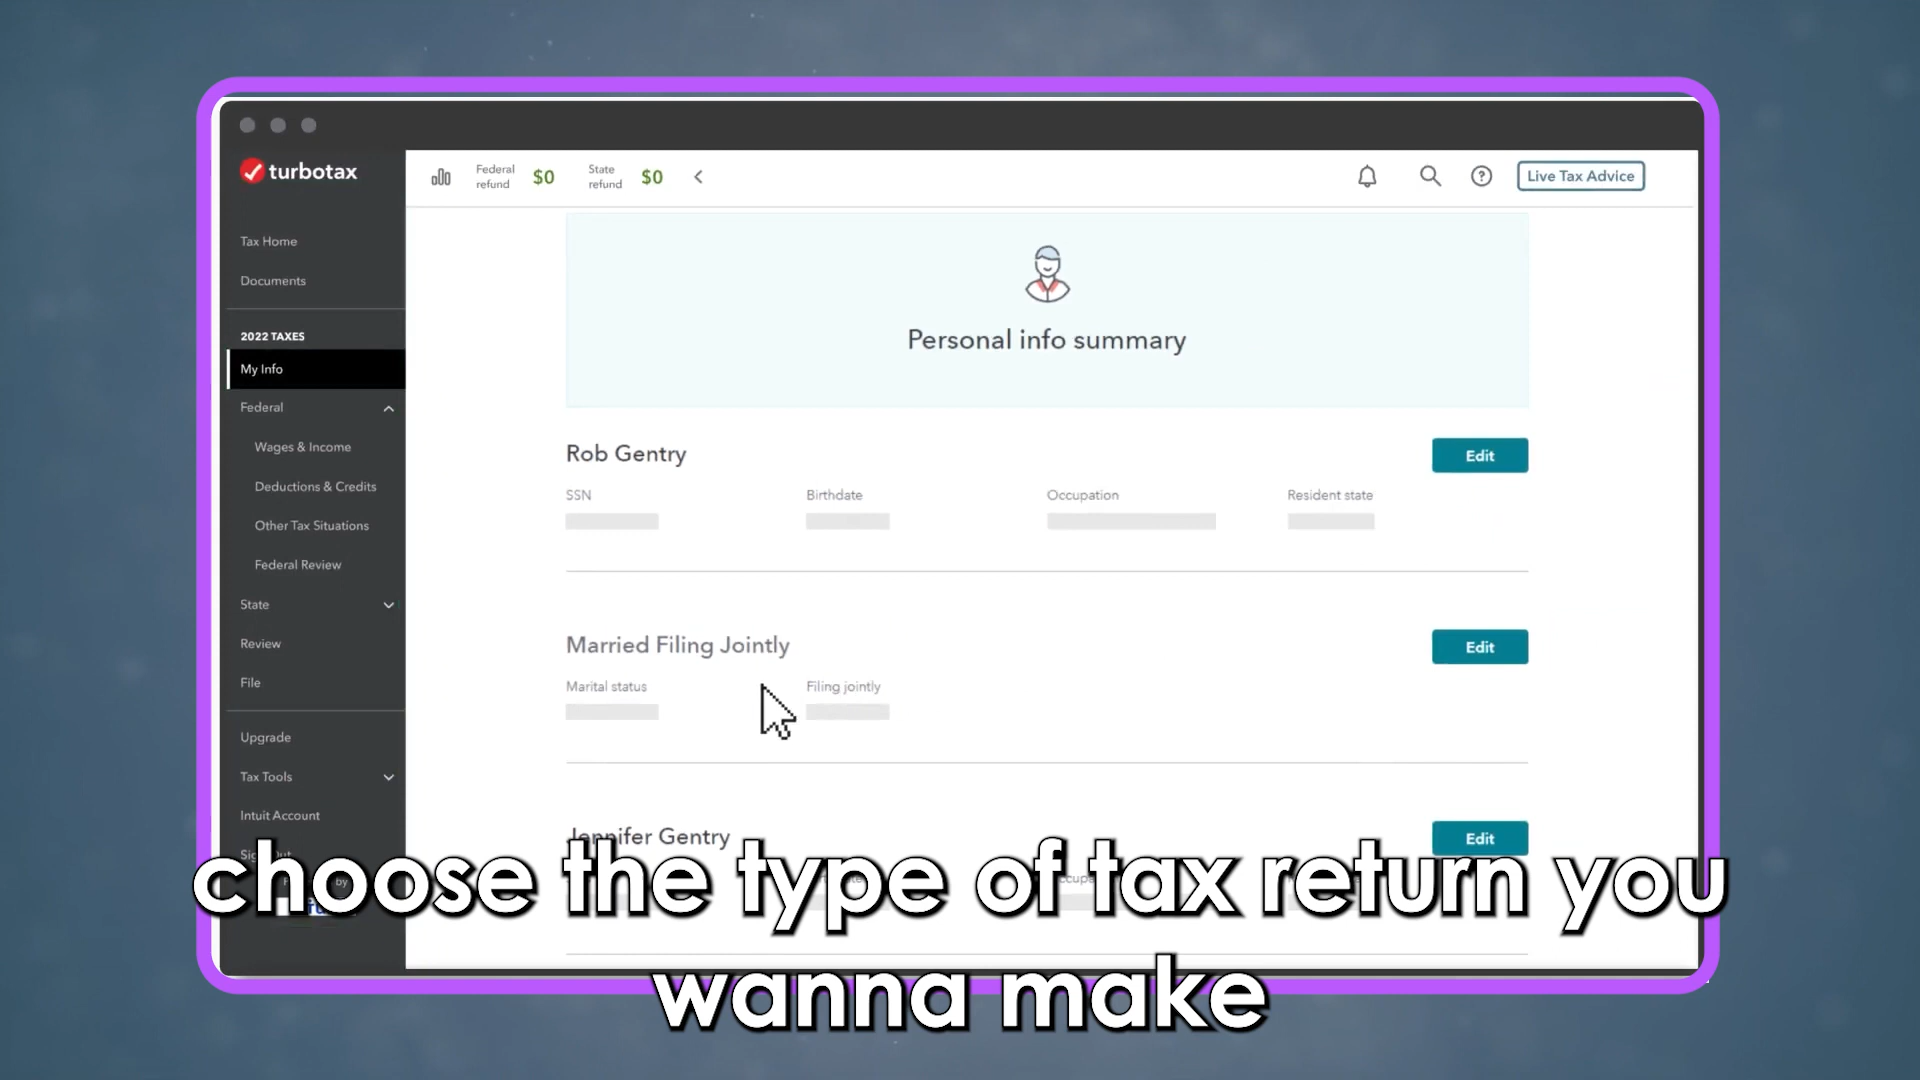 turbotax
Federal refund $0 State refund $0
Live Tax Advice
Tax Home
Documents
2022 TAXES
My Info
Federal
Wages & Income
Deductions & Credits
Other Tax Situations
Federal Review
State
Review
File
Upgrade
Tax Tools
Intuit Account
Personal info summary
Rob Gentry
Edit
SSN Birthdate Occupation Resident state
Married Filing Jointly
Edit
Marital status Filing jointly
Jennifer Gentry
Edit
choose the type of tax return you
wanna make